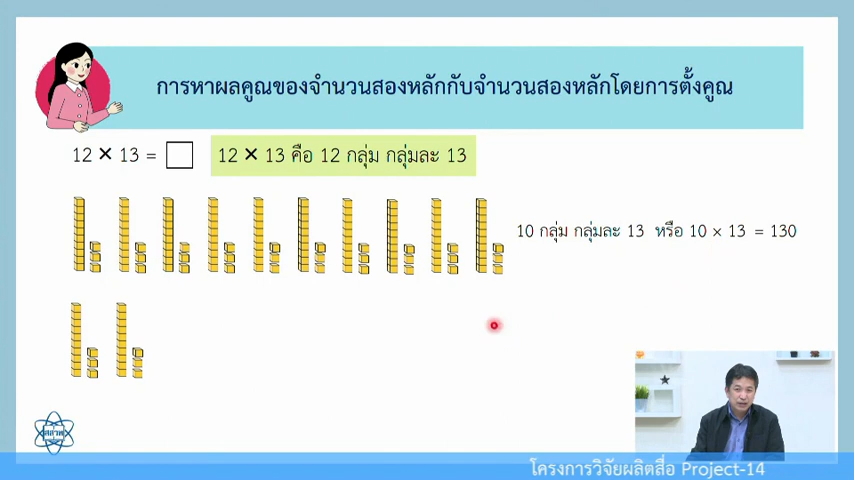 การหาผลคูณของจำนวนสองหลักกับจำนวนสองหลักโดยการตั้งคูณ
12 × 13 = 12 × 13 คือ 12 กลุ่ม กลุ่มละ 13
10 กลุ่ม กลุ่มละ 13 หรือ 10 × 13 = 130
สสวท
โครงการวิจัยผลิตสื่อ Project-14